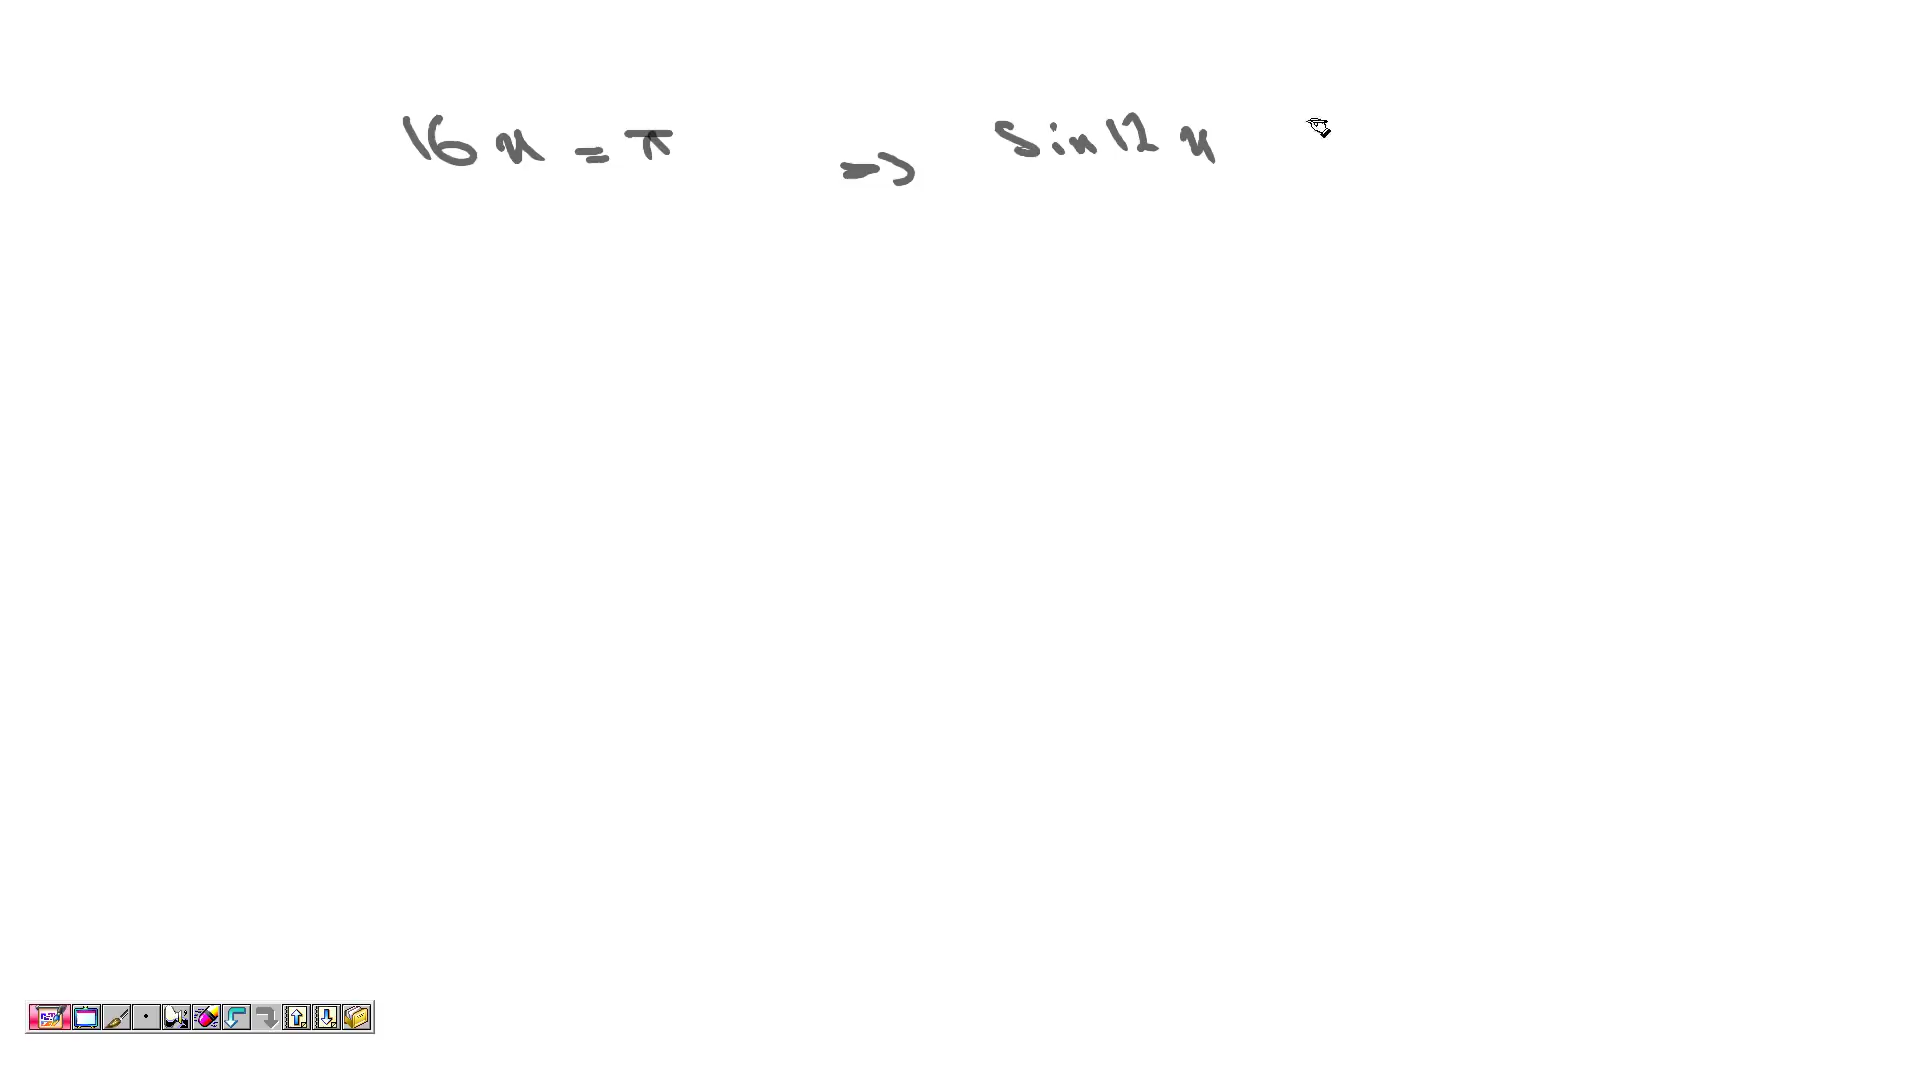 16x = π => sin12x